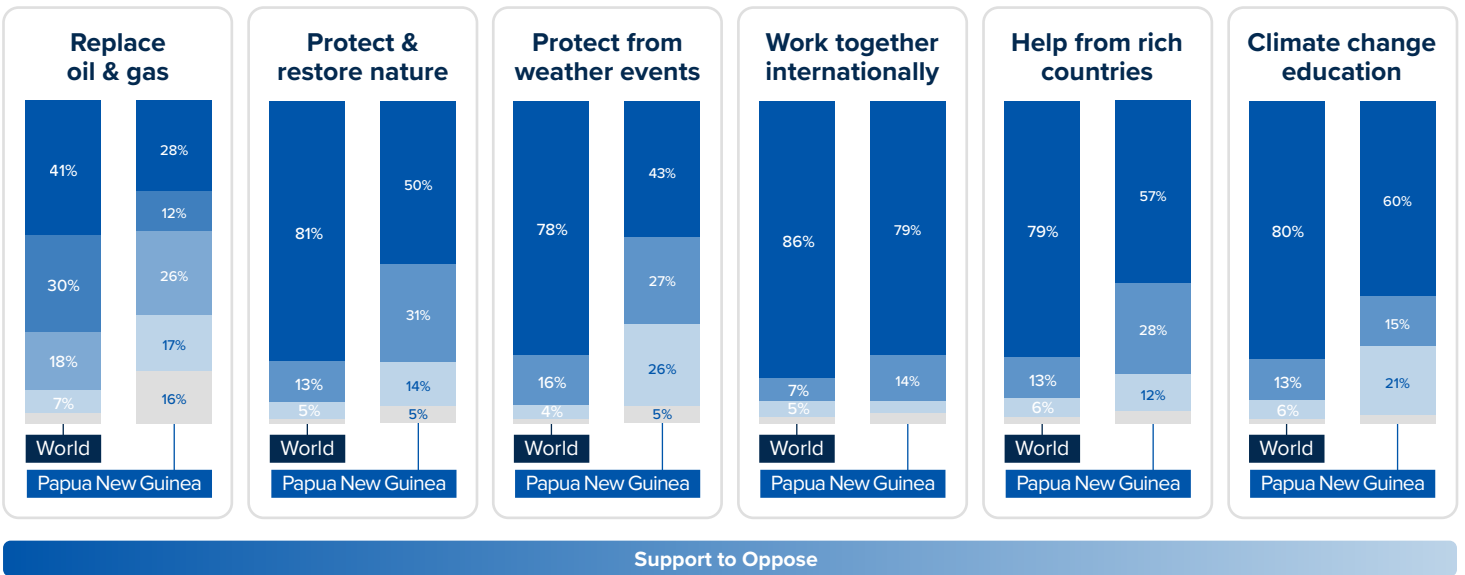 Replace
oil & gas
41%
30%
18%
7%
28%
12%
26%
17%
16%
World
Papua New Guinea
Protect &
restore nature
81%
13%
5%
50%
31%
14%
5%
World
Papua New Guinea
Protect from
weather events
78%
16%
4%
43%
27%
26%
5%
World
Papua New Guinea
Work together
internationally
86%
7%
5%
79%
14%
World
Papua New Guinea
Help from rich
countries
79%
13%
6%
57%
28%
12%
World
Papua New Guinea
Climate change
education
80%
13%
6%
60%
15%
21%
World
Papua New Guinea
Support to Oppose